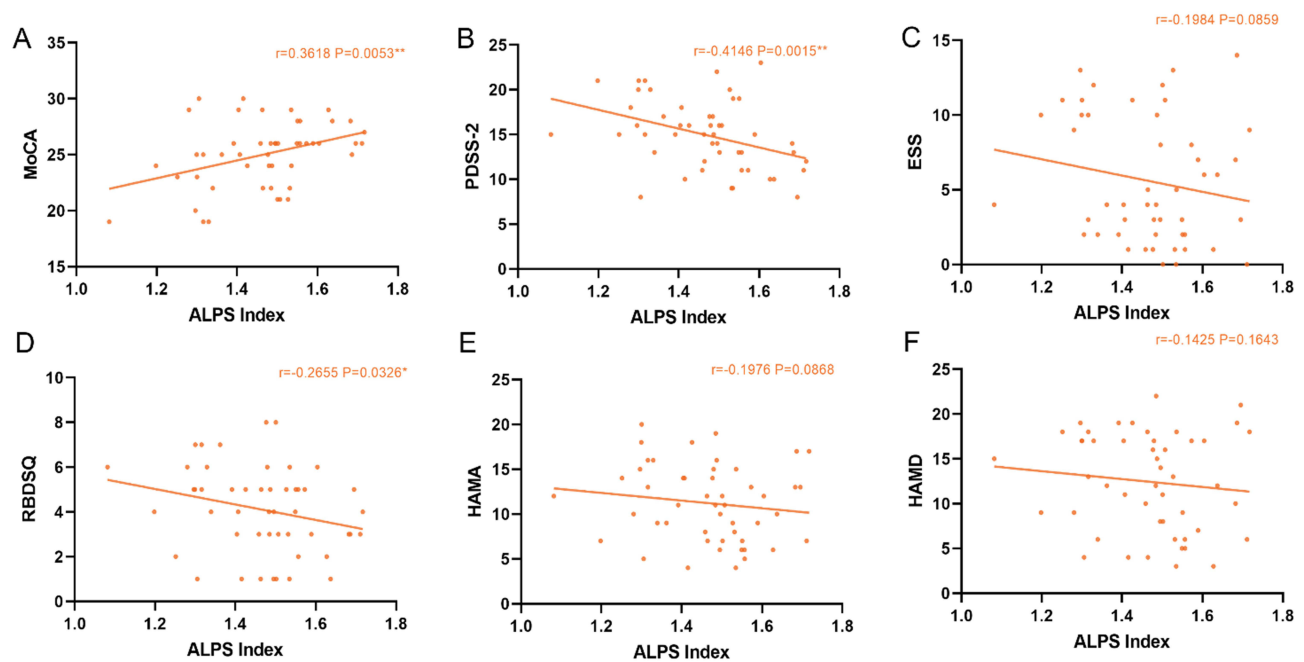 A
r=0.3618 P=0.0053**
35
30
25
20
15
MoCA
1.0 1.2 1.4 1.6 1.8
ALPS Index
B
r=-0.4146 P=0.0015**
25
20
15
10
5
0
PDSS-2
1.0 1.2 1.4 1.6 1.8
ALPS Index
C
r=-0.1984 P=0.0859
15
10
5
0
ESS
1.0 1.2 1.4 1.6 1.8
ALPS Index
D
r=-0.2655 P=0.0326*
10
8
6
4
2
0
RBDSQ
1.0 1.2 1.4 1.6 1.8
ALPS Index
E
r=-0.1976 P=0.0868
25
20
15
10
5
0
HAMA
1.0 1.2 1.4 1.6 1.8
ALPS Index
F
r=-0.1425 P=0.1643
25
20
15
10
5
0
HAMD
1.0 1.2 1.4 1.6 1.8
ALPS Index